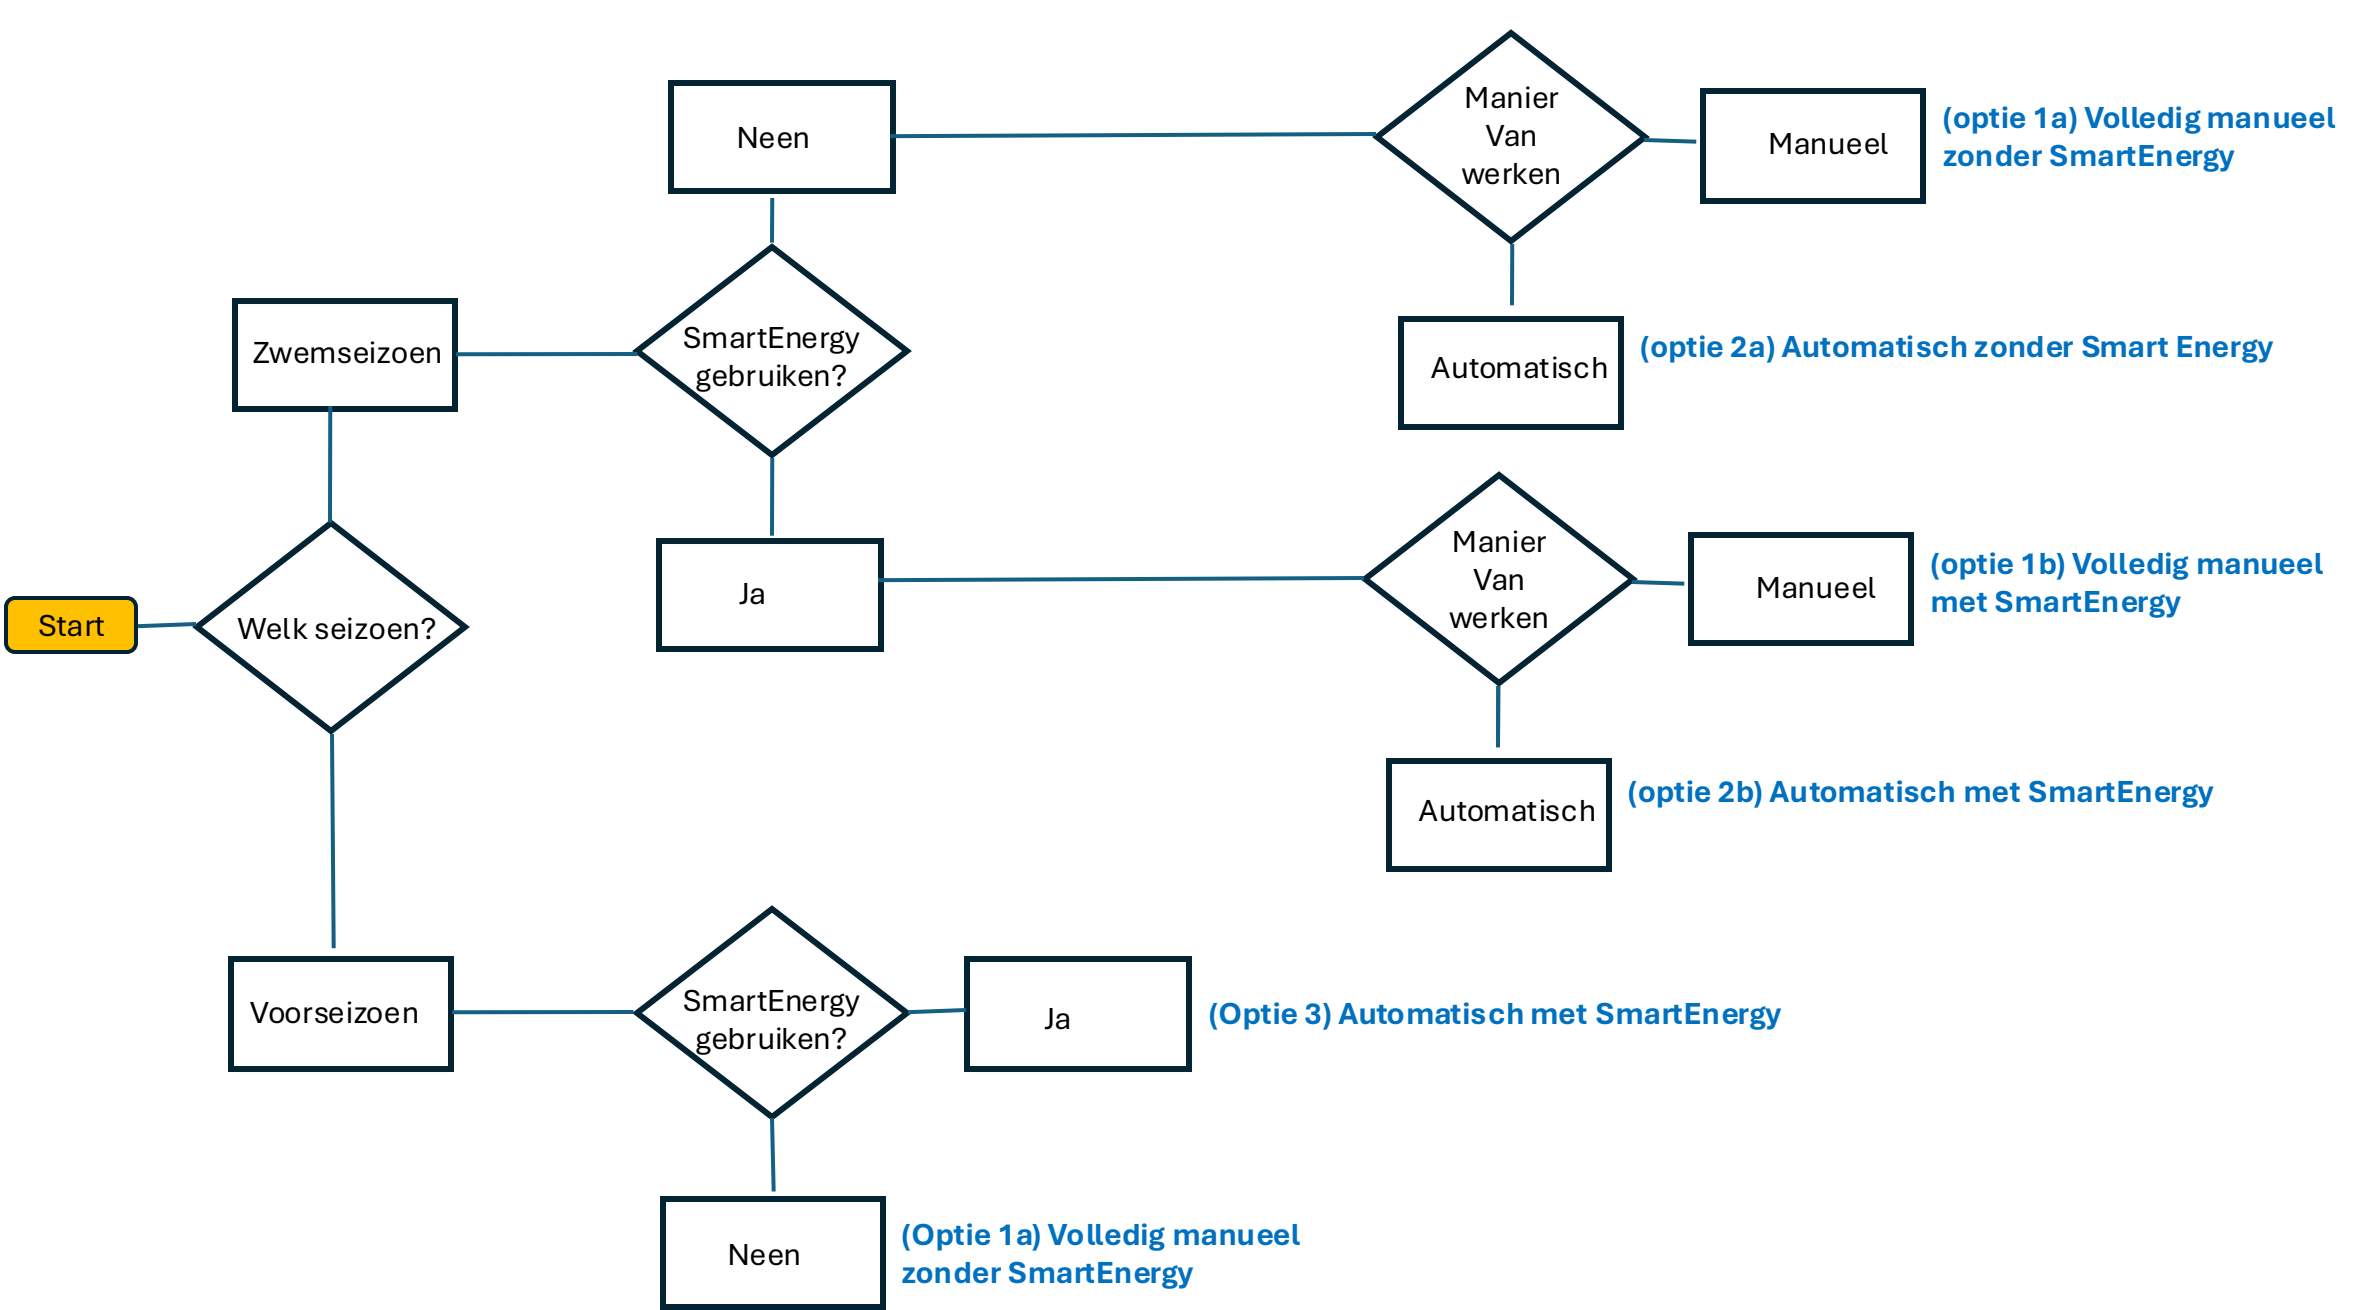 Manier
Van
werken
Neen
Manueel
(optie 1a) Volledig manueel
zonder SmartEnergy
Zwemseizoen
SmartEnergy
gebruiken?
Automatisch
(optie 2a) Automatisch zonder Smart Energy
Start
Welk seizoen?
Ja
Manier
Van
werken
Manueel
(optie 1b) Volledig manueel
met SmartEnergy
Automatisch
(optie 2b) Automatisch met SmartEnergy
Voorseizoen
SmartEnergy
gebruiken?
Ja
(Optie 3) Automatisch met SmartEnergy
Neen
(Optie 1a) Volledig manueel
zonder SmartEnergy